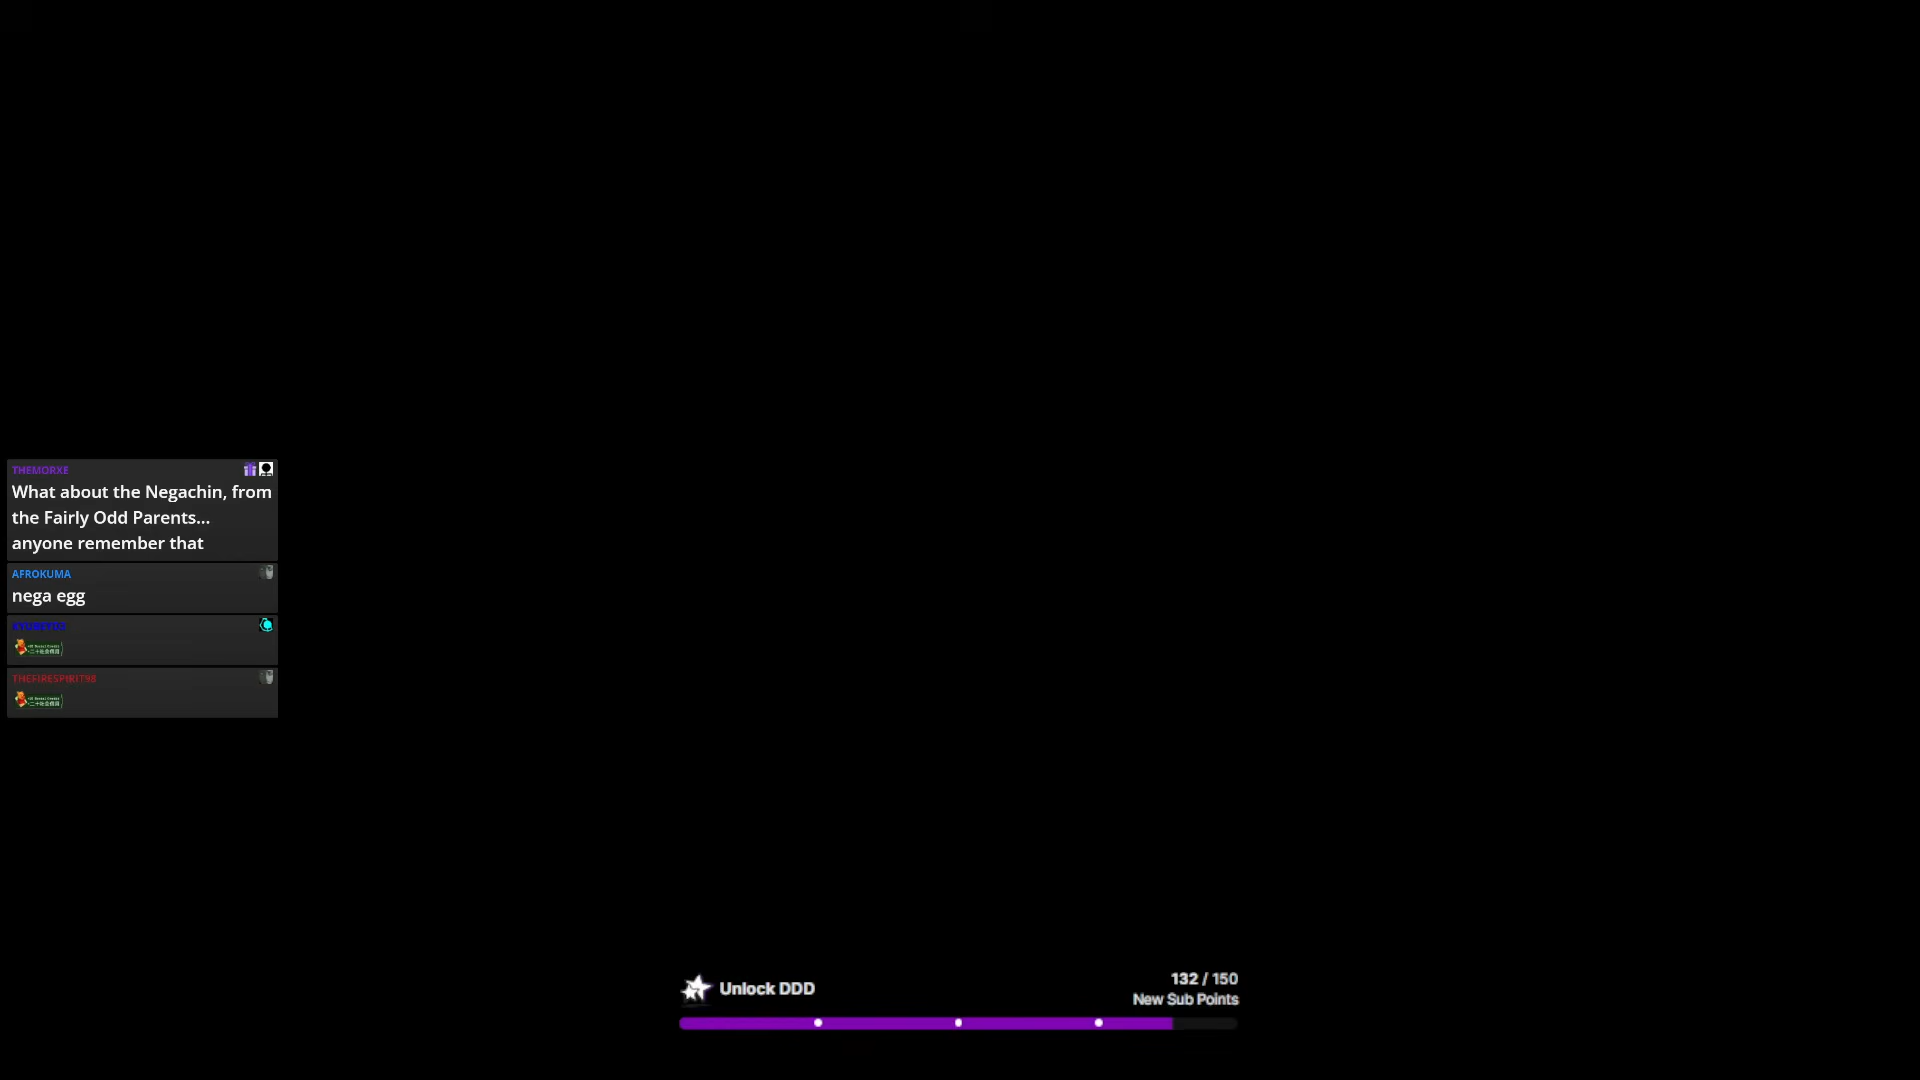 THEMORXE
What about the Negachin, from
the Fairly Odd Parents...
anyone remember that
AFROKUMA
nega egg
THEFIRESPIRIT98
Unlock DDD
132 / 150
New Sub Points